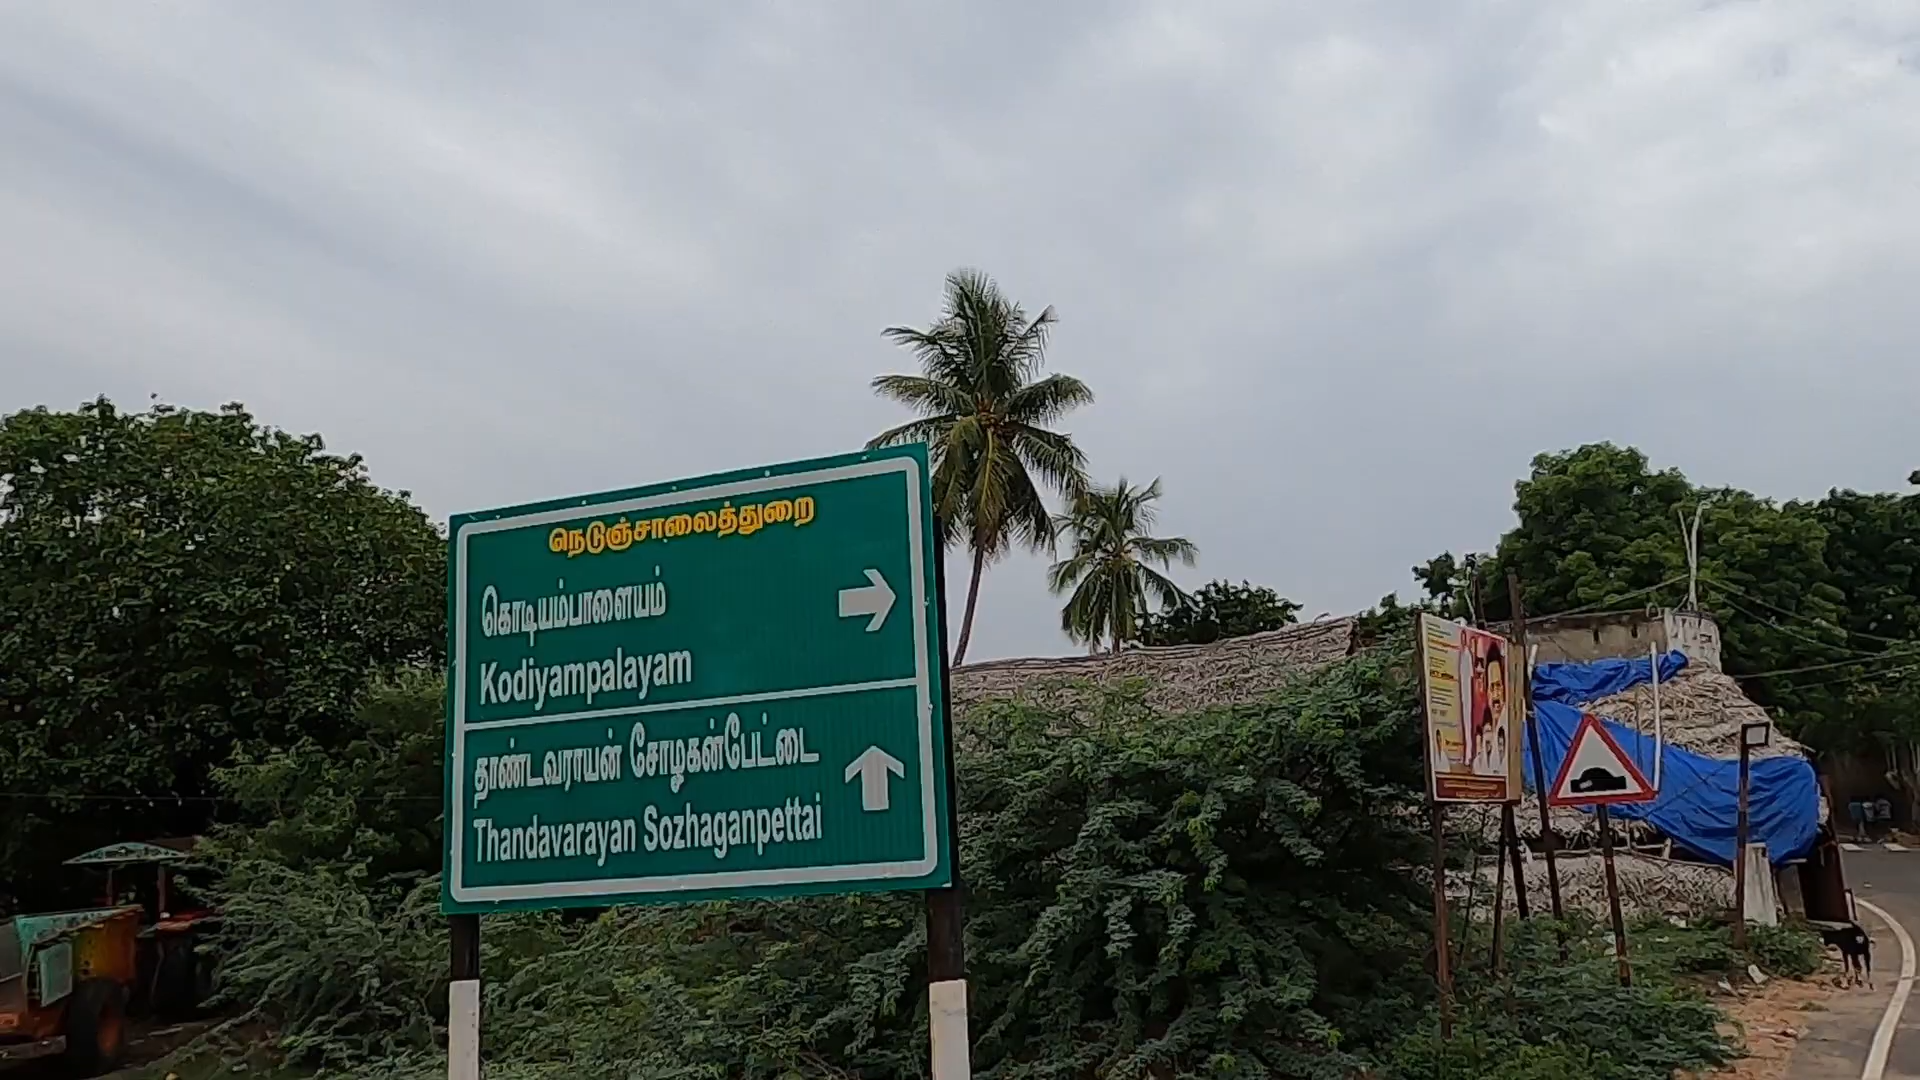 நெடுஞ்சாலைத்துறை
கொடியம்பாளையம்
Kodiyampalayam
தாண்டவராயன் சோழகன்பேட்டை
Thandavarayan Sozhaganpettai